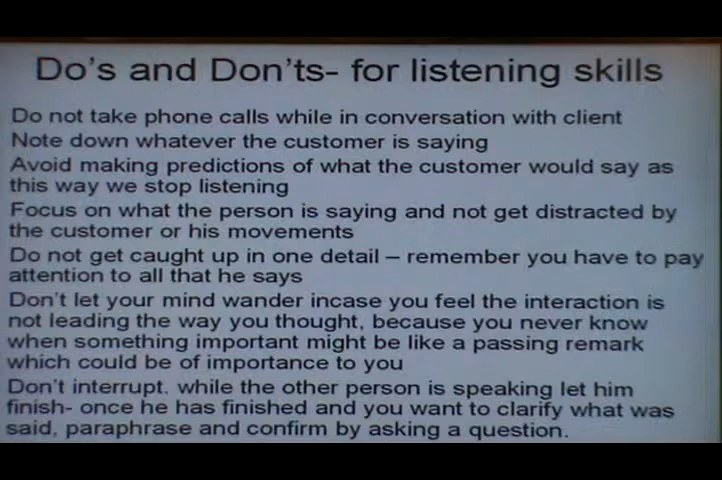 Do's and Don'ts- for listening skills
Do not take phone calls while in conversation with client
Note down whatever the customer is saying
Avoid making predictions of what the customer would say as
this way we stop listening
Focus on what the person is saying and not get distracted by
the customer or his movements
Do not get caught up in one detail – remember you have to pay
attention to all that he says
Don't let your mind wander incase you feel the interaction is
not leading the way you thought, because you never know
when something important might be like a passing remark
which could be of importance to you
Don't interrupt. while the other person is speaking let him
finish- once he has finished and you want to clarify what was
said, paraphrase and confirm by asking a question.